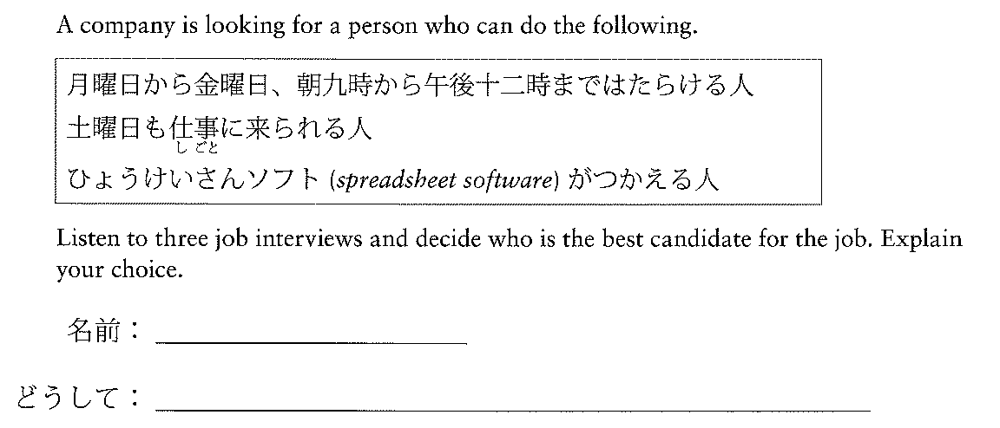 A company is looking for a person who can do the following.
月曜日から金曜日、朝九時から午後十二時まではたらける人
土曜日も仕事に来られる人
し ごと
ひょうけいさんソフト (spreadsheet software) がつかえる人
Listen to three job interviews and decide who is the best candidate for the job. Explain
your choice.
名前：
どうして：